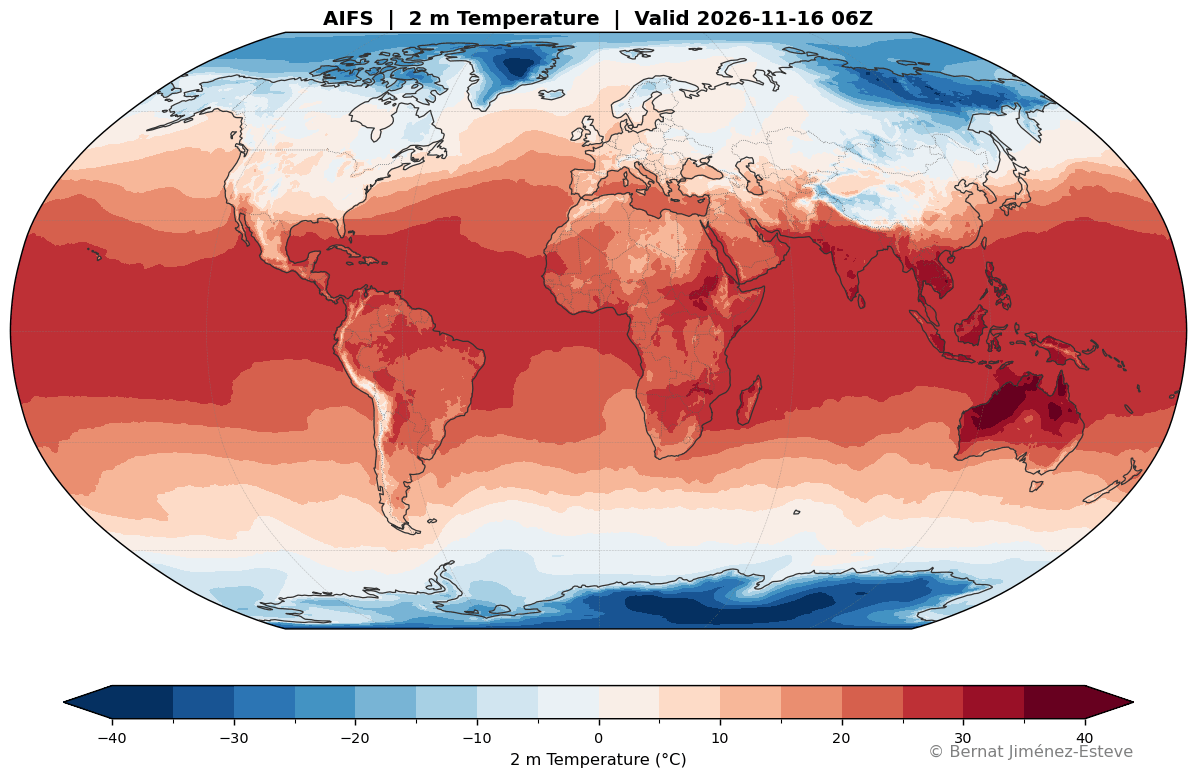 AIFS | 2 m Temperature | Valid 2026-11-16 06Z
−40 −30 −20 −10 0 10 20 30 40
2 m Temperature (°C)
© Bernat Jiménez-Esteve